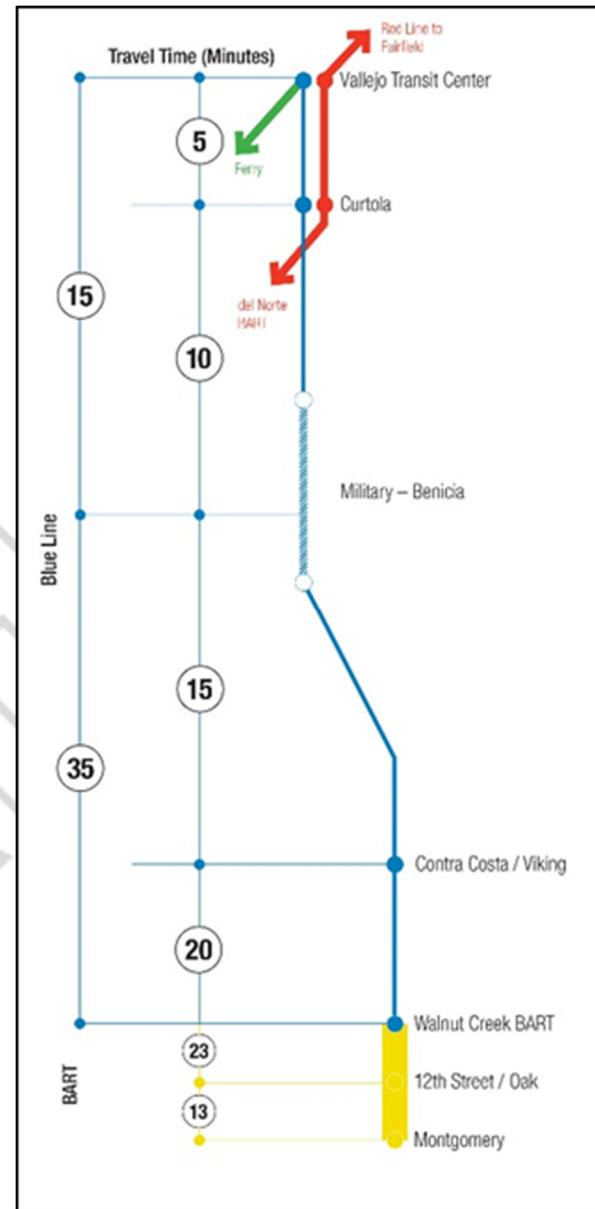 Red Line to
Fairfield
Travel Time (Minutes)
Vallejo Transit Center
5
Ferry
Curtola
15
del Norte
BART
10
Military – Benicia
Blue Line
15
35
Contra Costa / Viking
20
Walnut Creek BART
23
BART
12th Street / Oak
13
Montgomery